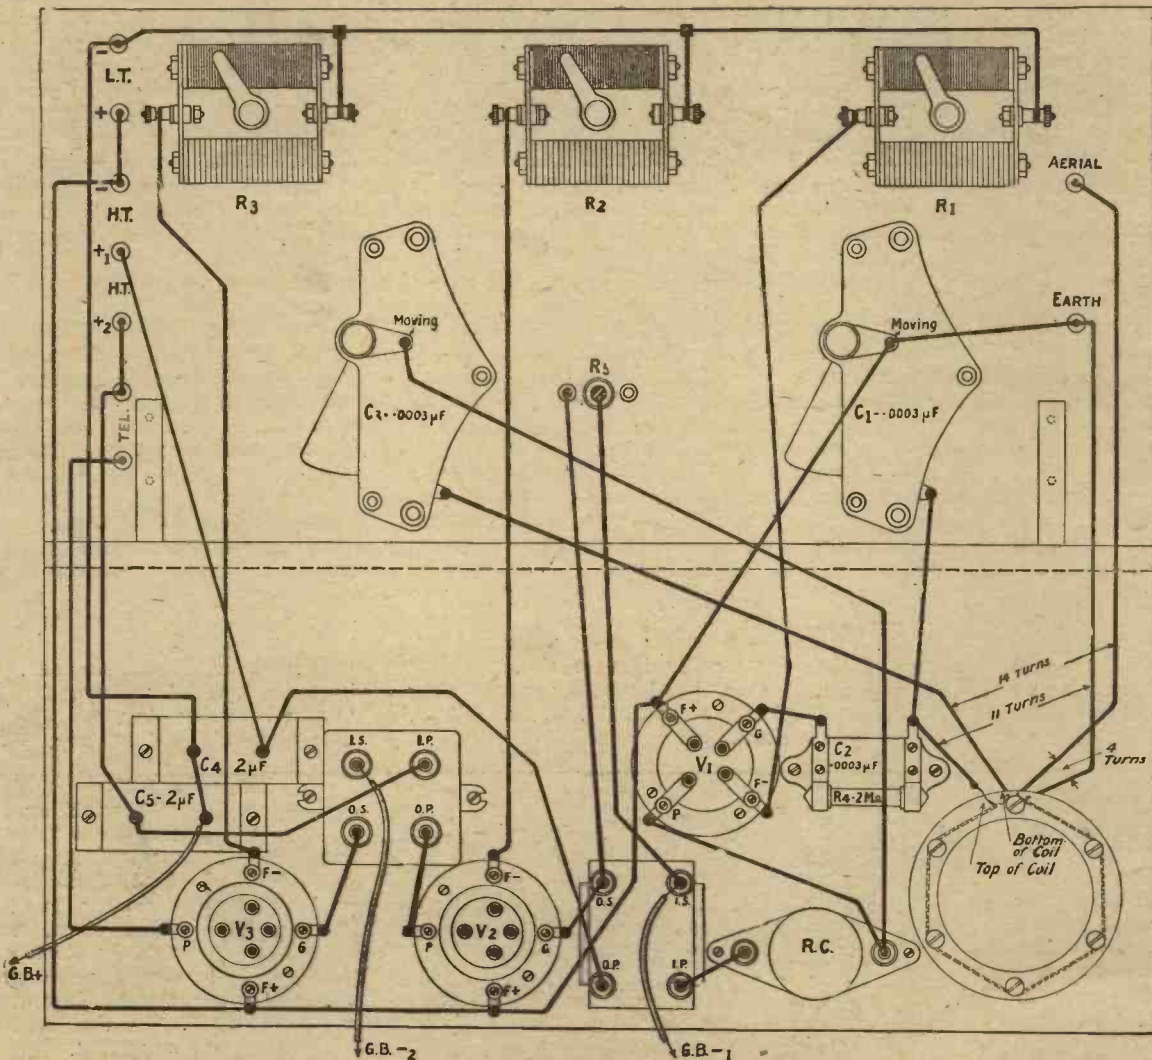 -
L.T.
+
-
H.T.
+1
H.T.
+2
TEL.
R3
R2
R1
AERIAL
EARTH
Moving
Moving
C3-.0003µF
R5
C1-.0003µF
14 Turns
11 Turns
4 Turns
C4 2µF
C5-2µF
I.S.
I.P.
O.S.
O.P.
F+
G
V1
P
F-
C2
.0003µF
R4-2MΩ
Bottom of Coil
Top of Coil
F-
V3
P
G
F+
F-
V2
P
G
F+
O.S.
I.S.
O.P.
I.P.
R.C.
G.B.+
G.B.-2
G.B.-1